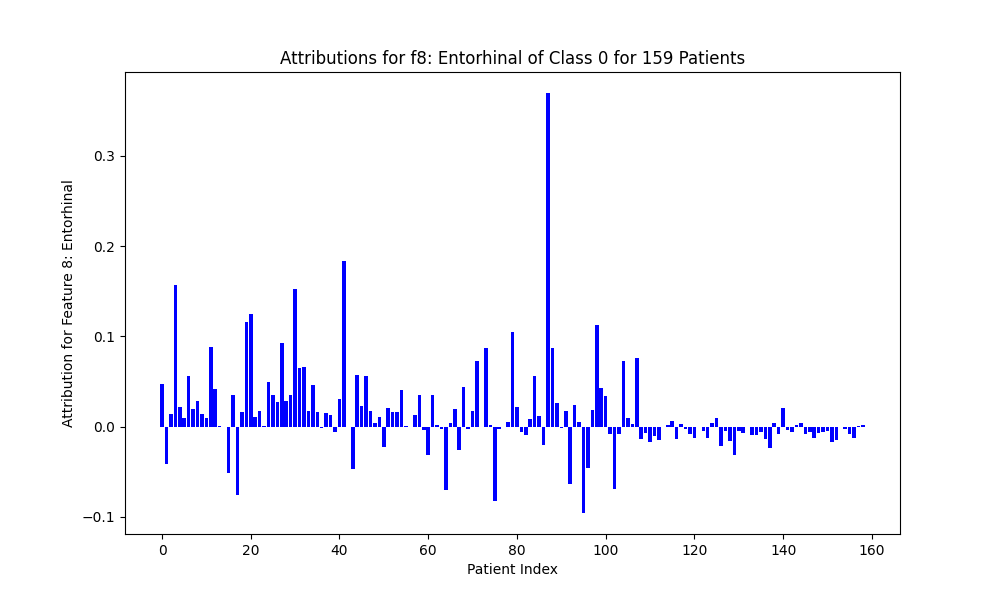 Attributions for f8: Entorhinal of Class 0 for 159 Patients
Attribution for Feature 8: Entorhinal
0.3
0.2
0.1
0.0
−0.1
0 20 40 60 80 100 120 140 160
Patient Index